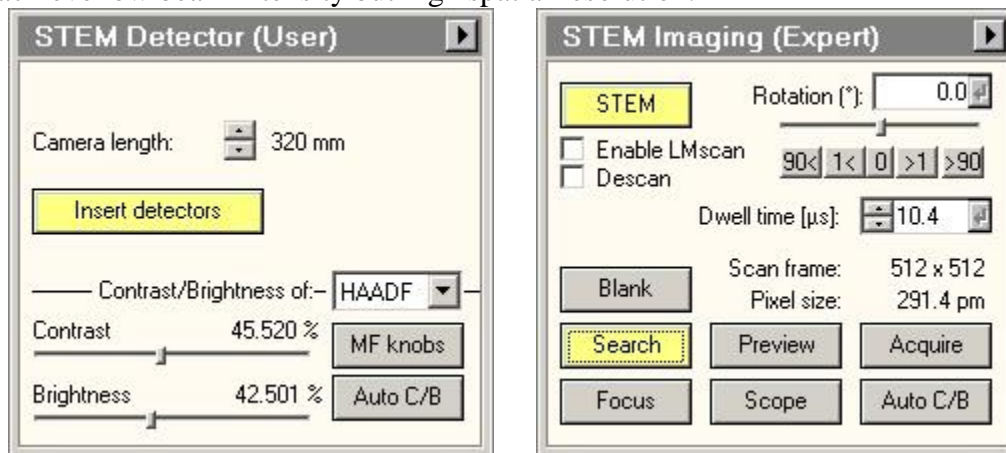 STEM Detector (User)
Camera length: 320 mm
Insert detectors
Contrast/Brightness of: HAADF
Contrast 45.520 %
MF knobs
Brightness 42.501 %
Auto C/B
STEM Imaging (Expert)
STEM
Rotation (°): 0.0
Enable LMscan
Descan
90< 1< 0 >1 >90
Dwell time [µs]: 10.4
Blank
Scan frame: 512 x 512
Pixel size: 291.4 pm
Search Preview Acquire
Focus Scope Auto C/B